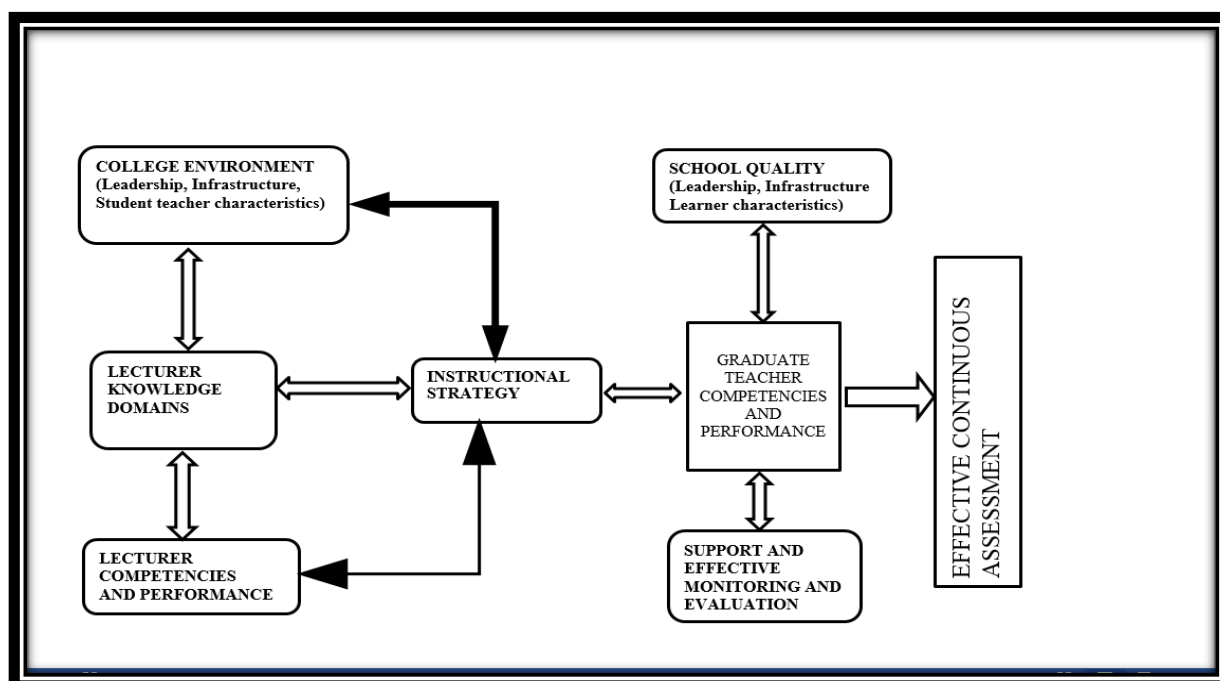 COLLEGE ENVIRONMENT
(Leadership, Infrastructure,
Student teacher characteristics)
SCHOOL QUALITY
(Leadership, Infrastructure
Learner characteristics)
LECTURER
KNOWLEDGE
DOMAINS
INSTRUCTIONAL
STRATEGY
GRADUATE
TEACHER
COMPETENCIES
AND
PERFORMANCE
EFFECTIVE CONTINUOUS
ASSESSMENT
LECTURER
COMPETENCIES
AND PERFORMANCE
SUPPORT AND
EFFECTIVE
MONITORING AND
EVALUATION